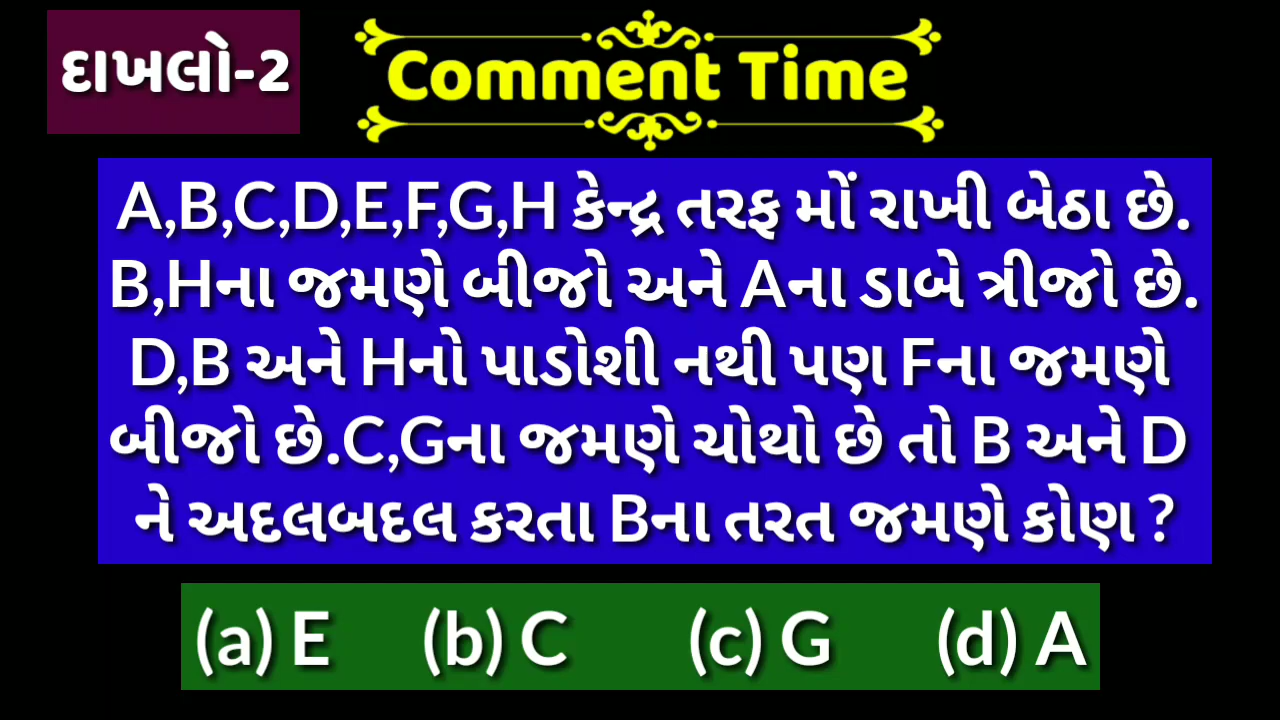 દાખલો-2
Comment Time
A,B,C,D,E,F,G,H કેન્દ્ર તરફ મોં રાખી બેઠા છે.
B,Hના જમણે બીજો અને Aના ડાબે ત્રીજો છે.
D,B અને Hનો પાડોશી નથી પણ Fના જમણે
બીજો છે.C,Gના જમણે ચોથો છે તો B અને D
ને અદલબદલ કરતા Bના તરત જમણે કોણ ?
(a) E (b) C (c) G (d) A